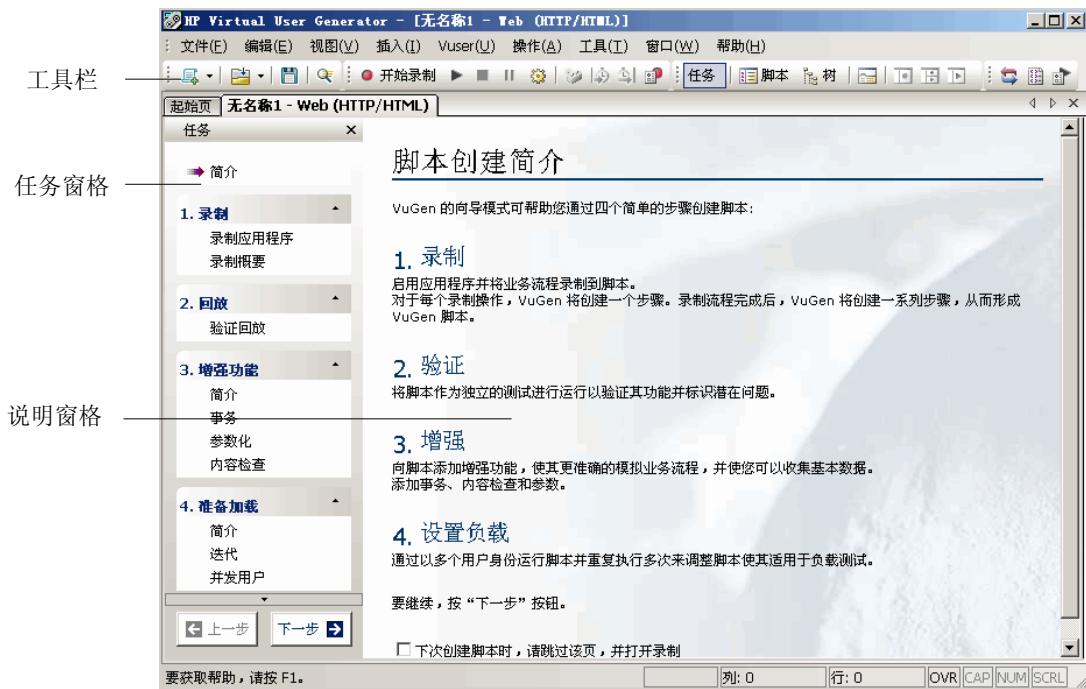 HP Virtual User Generator - [无名称1 - Web (HTTP/HTML)]
文件(F) 编辑(E) 视图(V) 插入(I) Vuser(U) 操作(A) 工具(T) 窗口(W) 帮助(H)
工具栏
开始录制 任务 脚本 树
起始页 无名称1 - Web (HTTP/HTML)
任务
任务窗格
简介
1. 录制
录制应用程序
录制概要
2. 回放
验证回放
3. 增强功能
简介
事务
参数化
内容检查
说明窗格
4. 准备加载
简介
迭代
并发用户
上一步
下一步
脚本创建简介
VuGen 的向导模式可帮助您通过四个简单的步骤创建脚本:
1. 录制
启用应用程序并将业务流程录制到脚本。
对于每个录制操作，VuGen 将创建一个步骤。录制流程完成后，VuGen 将创建一系列步骤，从而形成
VuGen 脚本。
2. 验证
将脚本作为独立的测试进行运行以验证其功能并标识潜在问题。
3. 增强
向脚本添加增强功能，使其更准确的模拟业务流程，并使您可以收集基本数据。
添加事务、内容检查和参数。
4. 设置负载
通过以多个用户身份运行脚本并重复执行多次来调整脚本使其适用于负载测试。
要继续，按“下一步”按钮。
下次创建脚本时，请跳过该页，并打开录制
要获取帮助，请按 F1。
列: 0
行: 0
OVR CAP NUM SCRL